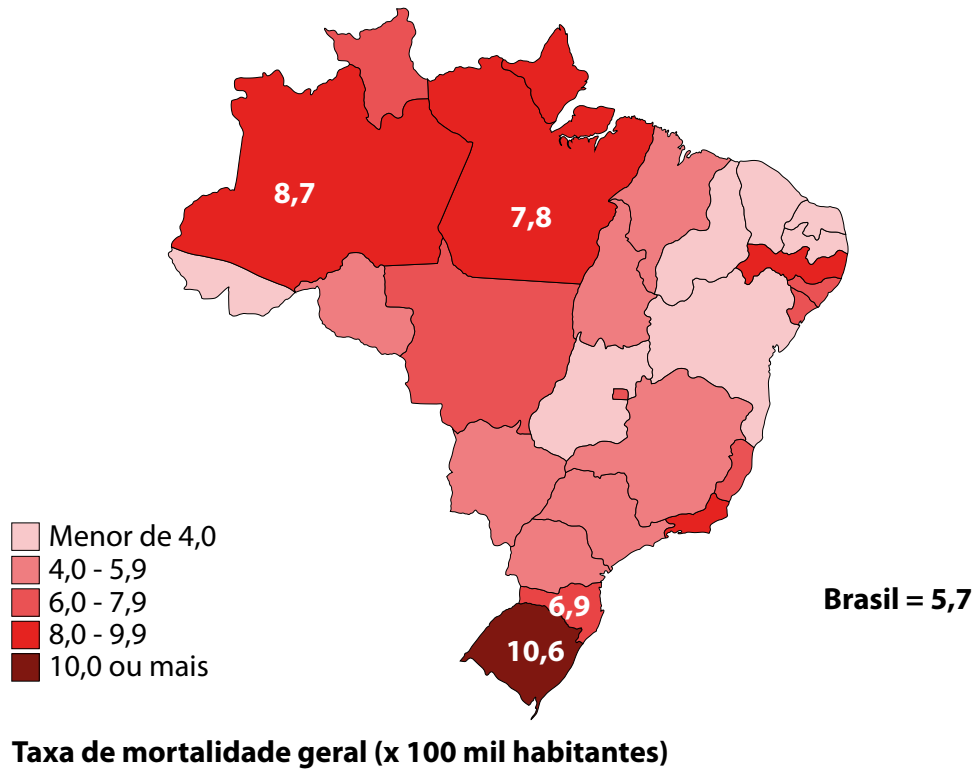 8,7
7,8
Menor de 4,0
4,0 - 5,9
6,0 - 7,9
8,0 - 9,9
10,0 ou mais
6,9
10,6
Brasil = 5,7
Taxa de mortalidade geral (x 100 mil habitantes)